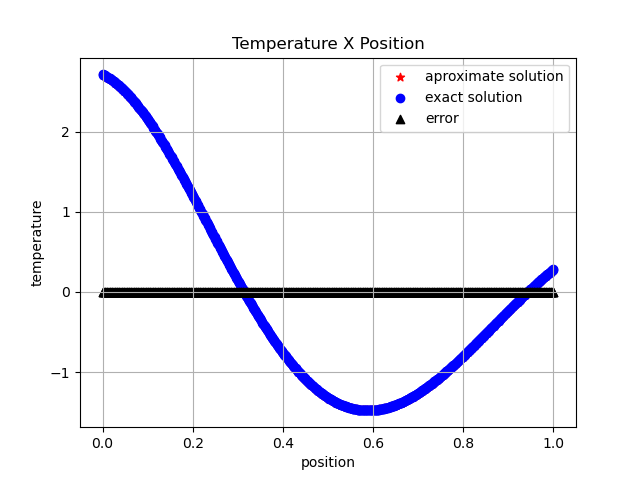 Temperature X Position
aproximate solution
exact solution
error
temperature
2
1
0
−1
0.0 0.2 0.4 0.6 0.8 1.0
position